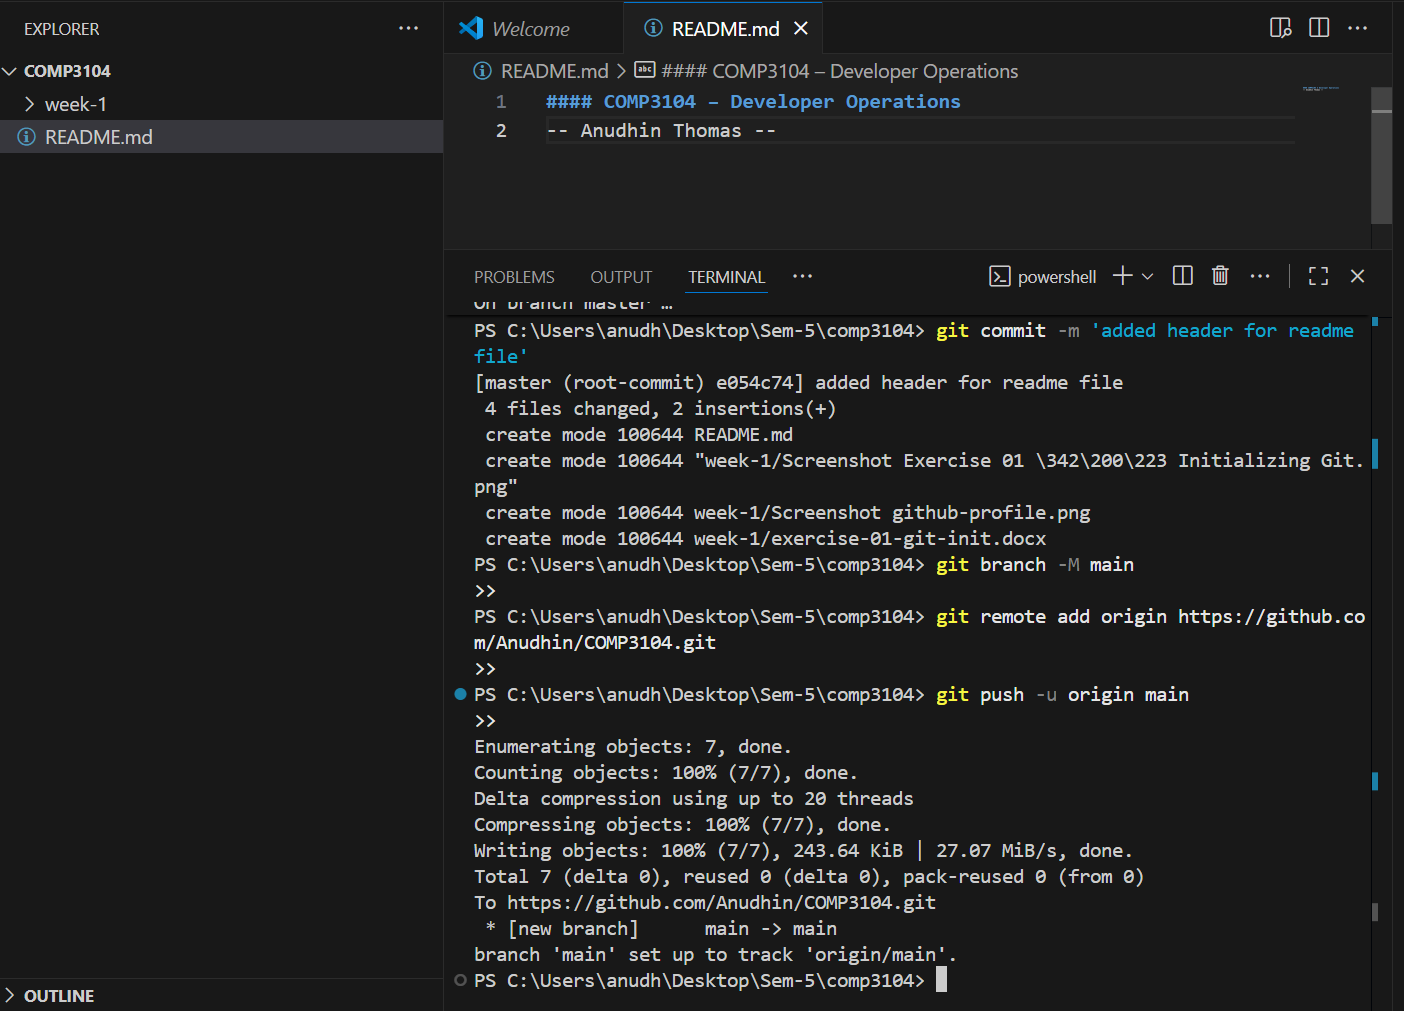 EXPLORER
COMP3104
week-1
README.md
OUTLINE
Welcome
README.md
README.md > #### COMP3104 – Developer Operations
1 #### COMP3104 – Developer Operations
2 -- Anudhin Thomas --
PROBLEMS OUTPUT TERMINAL powershell
On branch master …
PS C:\Users\anudh\Desktop\Sem-5\comp3104> git commit -m 'added header for readme
file'
[master (root-commit) e054c74] added header for readme file
4 files changed, 2 insertions(+)
create mode 100644 README.md
create mode 100644 "week-1/Screenshot Exercise 01 \342\200\223 Initializing Git.
png"
create mode 100644 week-1/Screenshot github-profile.png
create mode 100644 week-1/exercise-01-git-init.docx
PS C:\Users\anudh\Desktop\Sem-5\comp3104> git branch -M main
>>
PS C:\Users\anudh\Desktop\Sem-5\comp3104> git remote add origin https://github.co
m/Anudhin/COMP3104.git
>>
PS C:\Users\anudh\Desktop\Sem-5\comp3104> git push -u origin main
>>
Enumerating objects: 7, done.
Counting objects: 100% (7/7), done.
Delta compression using up to 20 threads
Compressing objects: 100% (7/7), done.
Writing objects: 100% (7/7), 243.64 KiB | 27.07 MiB/s, done.
Total 7 (delta 0), reused 0 (delta 0), pack-reused 0 (from 0)
To https://github.com/Anudhin/COMP3104.git
* [new branch] main -> main
branch 'main' set up to track 'origin/main'.
PS C:\Users\anudh\Desktop\Sem-5\comp3104>